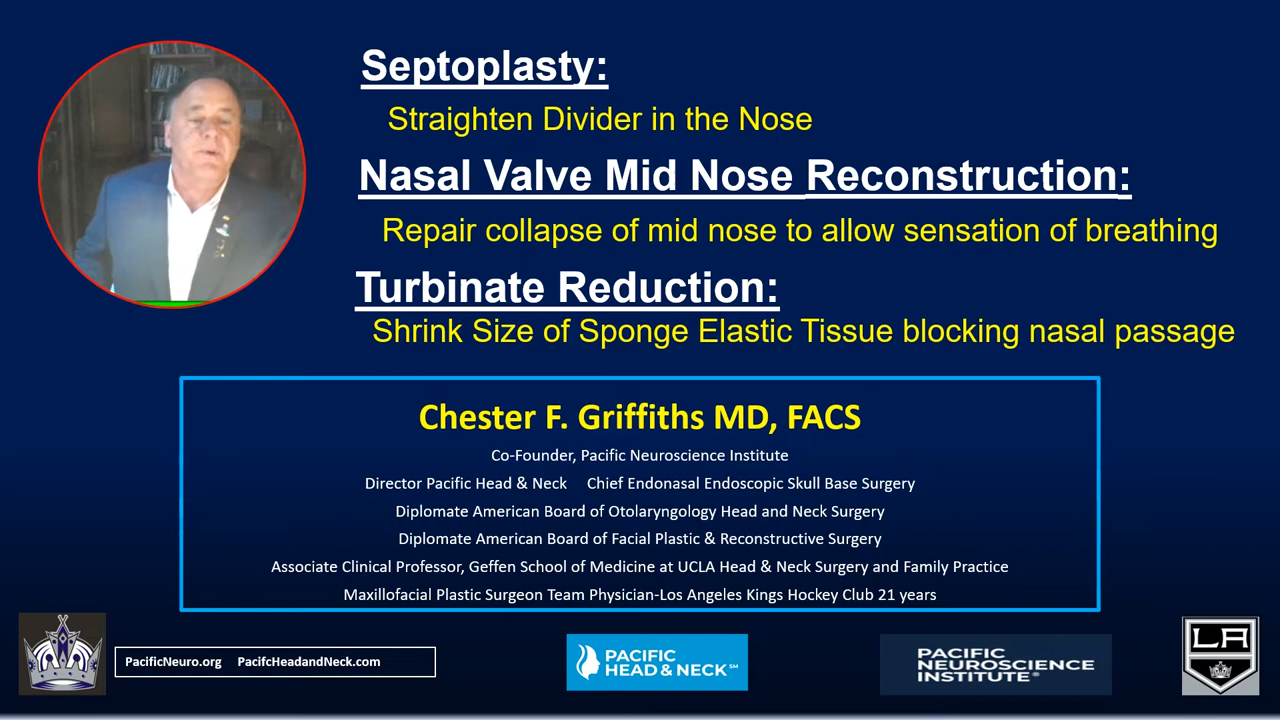 Septoplasty:
Straighten Divider in the Nose
Nasal Valve Mid Nose Reconstruction:
Repair collapse of mid nose to allow sensation of breathing
Turbinate Reduction:
Shrink Size of Sponge Elastic Tissue blocking nasal passage
Chester F. Griffiths MD, FACS
Co-Founder, Pacific Neuroscience Institute
Director Pacific Head & Neck Chief Endonasal Endoscopic Skull Base Surgery
Diplomate American Board of Otolaryngology Head and Neck Surgery
Diplomate American Board of Facial Plastic & Reconstructive Surgery
Associate Clinical Professor, Geffen School of Medicine at UCLA Head & Neck Surgery and Family Practice
Maxillofacial Plastic Surgeon Team Physician-Los Angeles Kings Hockey Club 21 years
PacificNeuro.org PacifcHeadandNeck.com
PACIFIC
HEAD & NECK℠
PACIFIC
NEUROSCIENCE
INSTITUTE®
LA